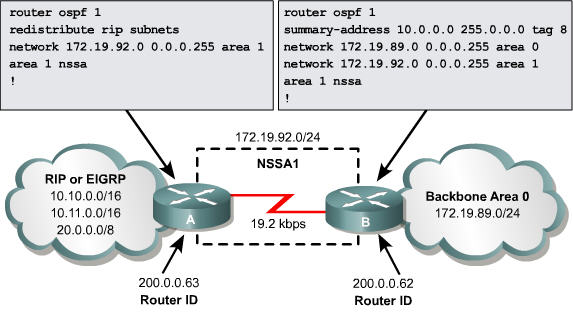 router ospf 1
redistribute rip subnets
network 172.19.92.0 0.0.0.255 area 1
area 1 nssa
!
router ospf 1
summary-address 10.0.0.0 255.0.0.0 tag 8
network 172.19.89.0 0.0.0.255 area 0
network 172.19.92.0 0.0.0.255 area 1
area 1 nssa
!
172.19.92.0/24
NSSA1
RIP or EIGRP
10.10.0.0/16
10.11.0.0/16
20.0.0.0/8
A
19.2 kbps
B
Backbone Area 0
172.19.89.0/24
200.0.0.63
Router ID
200.0.0.62
Router ID